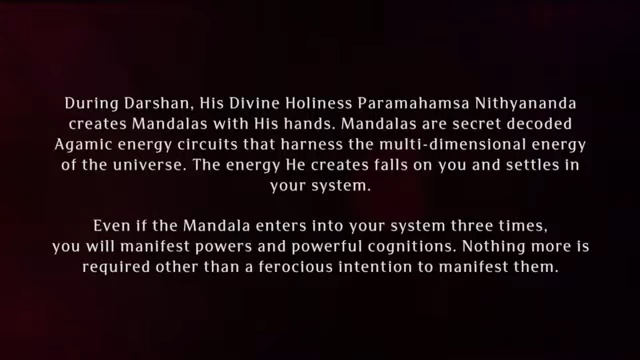 During Darshan, His Divine Holiness Paramahamsa Nithyananda
creates Mandalas with His hands. Mandalas are secret decoded
Agamic energy circuits that harness the multi-dimensional energy
of the universe. The energy He creates falls on you and settles in
your system.
Even if the Mandala enters into your system three times,
you will manifest powers and powerful cognitions. Nothing more is
required other than a ferocious intention to manifest them.